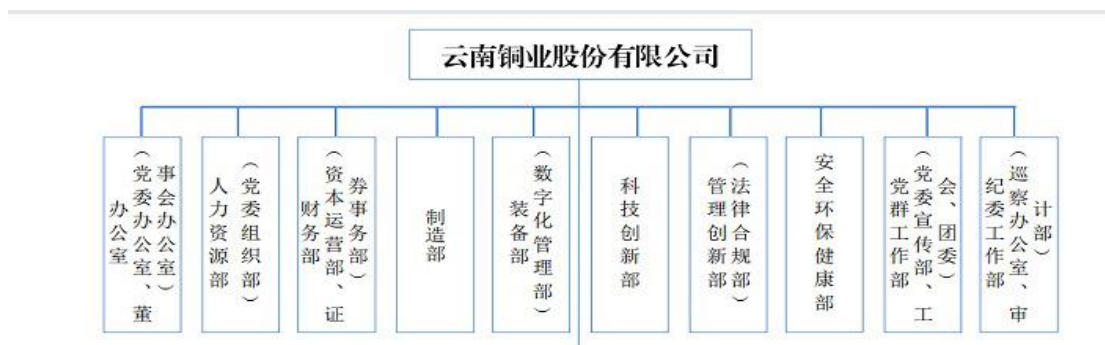 云南铜业股份有限公司
办公室
（党委办公室、董
事会办公室）
人力资源部
（党委组织部）
财务部
（资本运营部、证
券事务部）
制造部
装备部
（数字化管理部）
科技创新部
管理创新部
（法律合规部）
安全环保健康部
党群工作部
（党委宣传部、工
会、团委）
纪委工作部
（巡察办公室、审
计部）